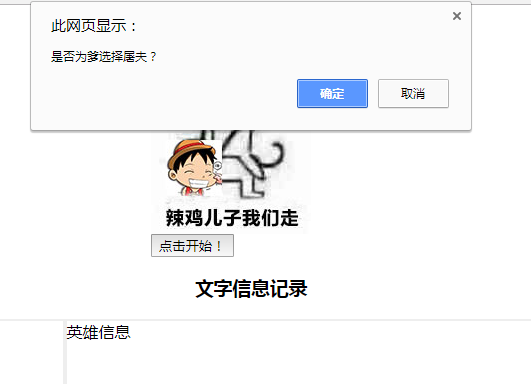 此网页显示：
是否为爹选择屠夫？
确定
取消
辣鸡儿子我们走
点击开始！
文字信息记录
英雄信息